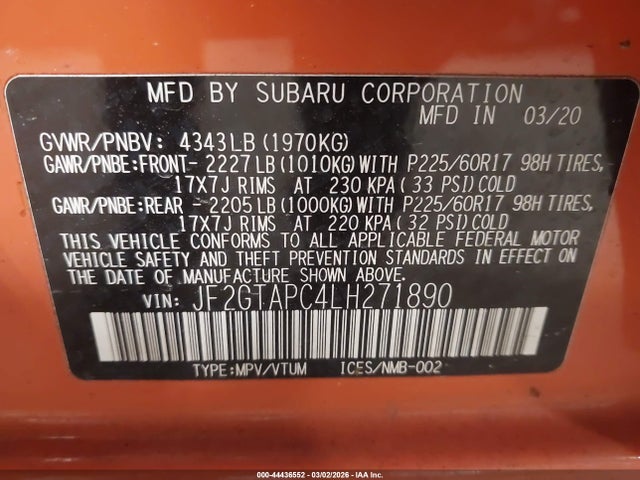 MFD BY SUBARU CORPORATION
MFD IN 03/20
GVWR/PNBV: 4343LB(1970KG)
GAWR/PNBE:FRONT- 2227LB(1010KG)WITH P225/60R17 98H TIRES,
17X7J RIMS AT 230 KPA( 33 PSI)COLD
GAWR/PNBE:REAR - 2205LB(1000KG)WITH P225/60R17 98H TIRES,
17X7J RIMS AT 220 KPA( 32 PSI)COLD
THIS VEHICLE CONFORMS TO ALL APPLICABLE FEDERAL MOTOR
VEHICLE SAFETY AND THEFT PREVENTION STANDARDS IN EFFECT ON
THE DATE OF MANUFACTURE SHOWN ABOVE.
VIN: JF2GTAPC4LH271890
TYPE:MPV/VTUM ICES/NMB-002
000-44436552 - 03/02/2026 - IAA Inc.